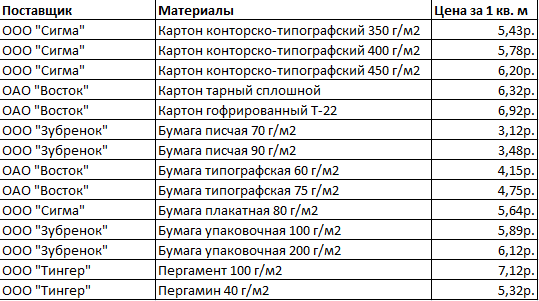 Поставщик Материалы Цена за 1 кв. м
ООО "Сигма" Картон конторско-типографский 350 г/м2 5,43р.
ООО "Сигма" Картон конторско-типографский 400 г/м2 5,78р.
ООО "Сигма" Картон конторско-типографский 450 г/м2 6,20р.
ОАО "Восток" Картон тарный сплошной 6,32р.
ОАО "Восток" Картон гофрированный Т-22 6,92р.
ООО "Зубренок" Бумага писчая 70 г/м2 3,12р.
ООО "Зубренок" Бумага писчая 90 г/м2 3,48р.
ОАО "Восток" Бумага типографская 60 г/м2 4,15р.
ОАО "Восток" Бумага типографская 75 г/м2 4,75р.
ООО "Сигма" Бумага плакатная 80 г/м2 5,64р.
ООО "Зубренок" Бумага упаковочная 100 г/м2 5,89р.
ООО "Зубренок" Бумага упаковочная 200 г/м2 6,12р.
ООО "Тингер" Пергамент 100 г/м2 7,12р.
ООО "Тингер" Пергамин 40 г/м2 5,32р.